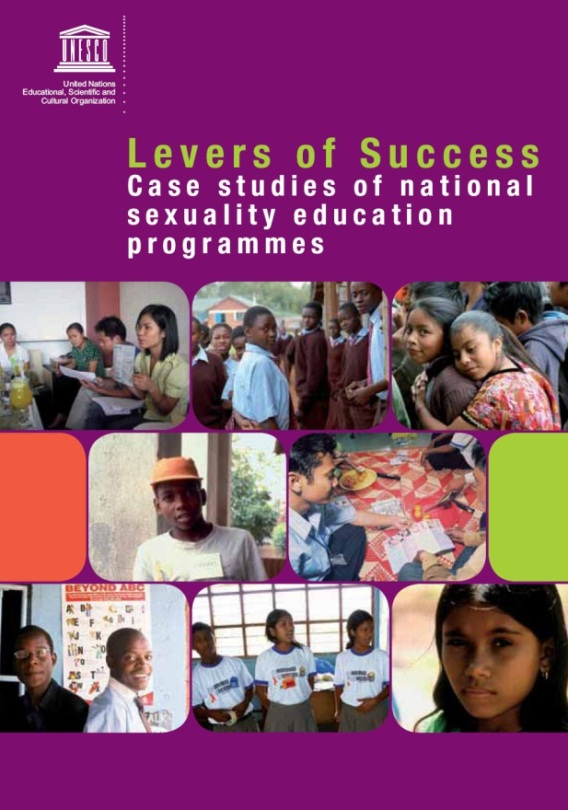 UNESCO
United Nations
Educational, Scientific and
Cultural Organization
Levers of Success
Case studies of national
sexuality education
programmes
BEYOND ABC
TALK